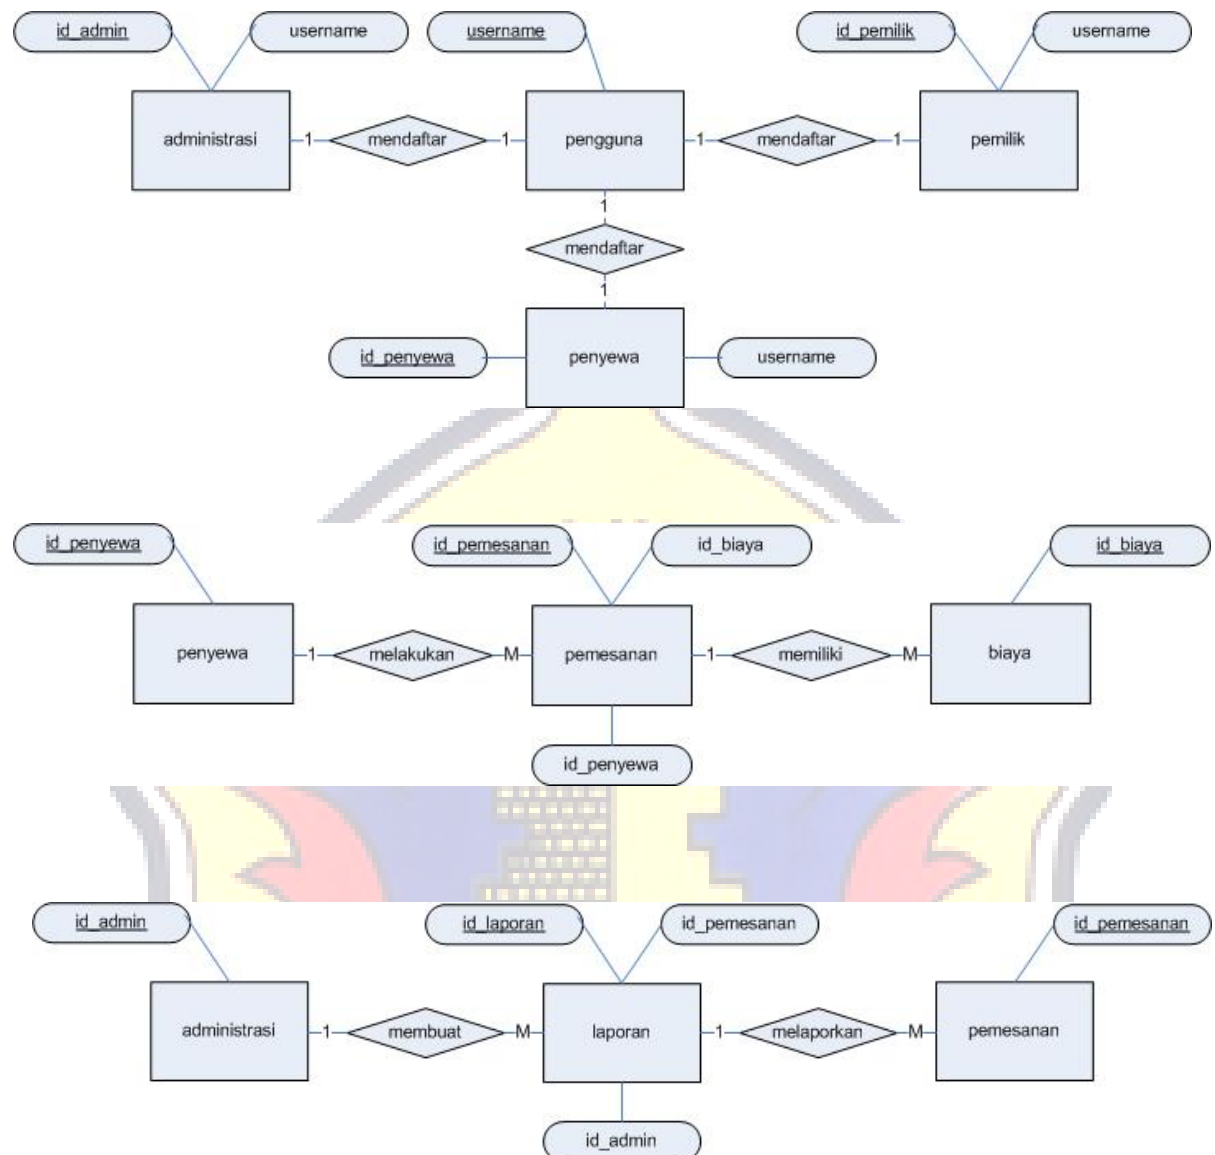 id_admin
username
username
id_pemilik
username
administrasi
1
mendaftar
1
pengguna
1
mendaftar
1
pemilik
1
mendaftar
1
id_penyewa
penyewa
username
id_penyewa
id_pemesanan
id_biaya
id_biaya
penyewa
1
melakukan
M
pemesanan
1
memiliki
M
biaya
id_penyewa
id_admin
id_laporan
id_pemesanan
id_pemesanan
administrasi
1
membuat
M
laporan
1
melaporkan
M
pemesanan
id_admin